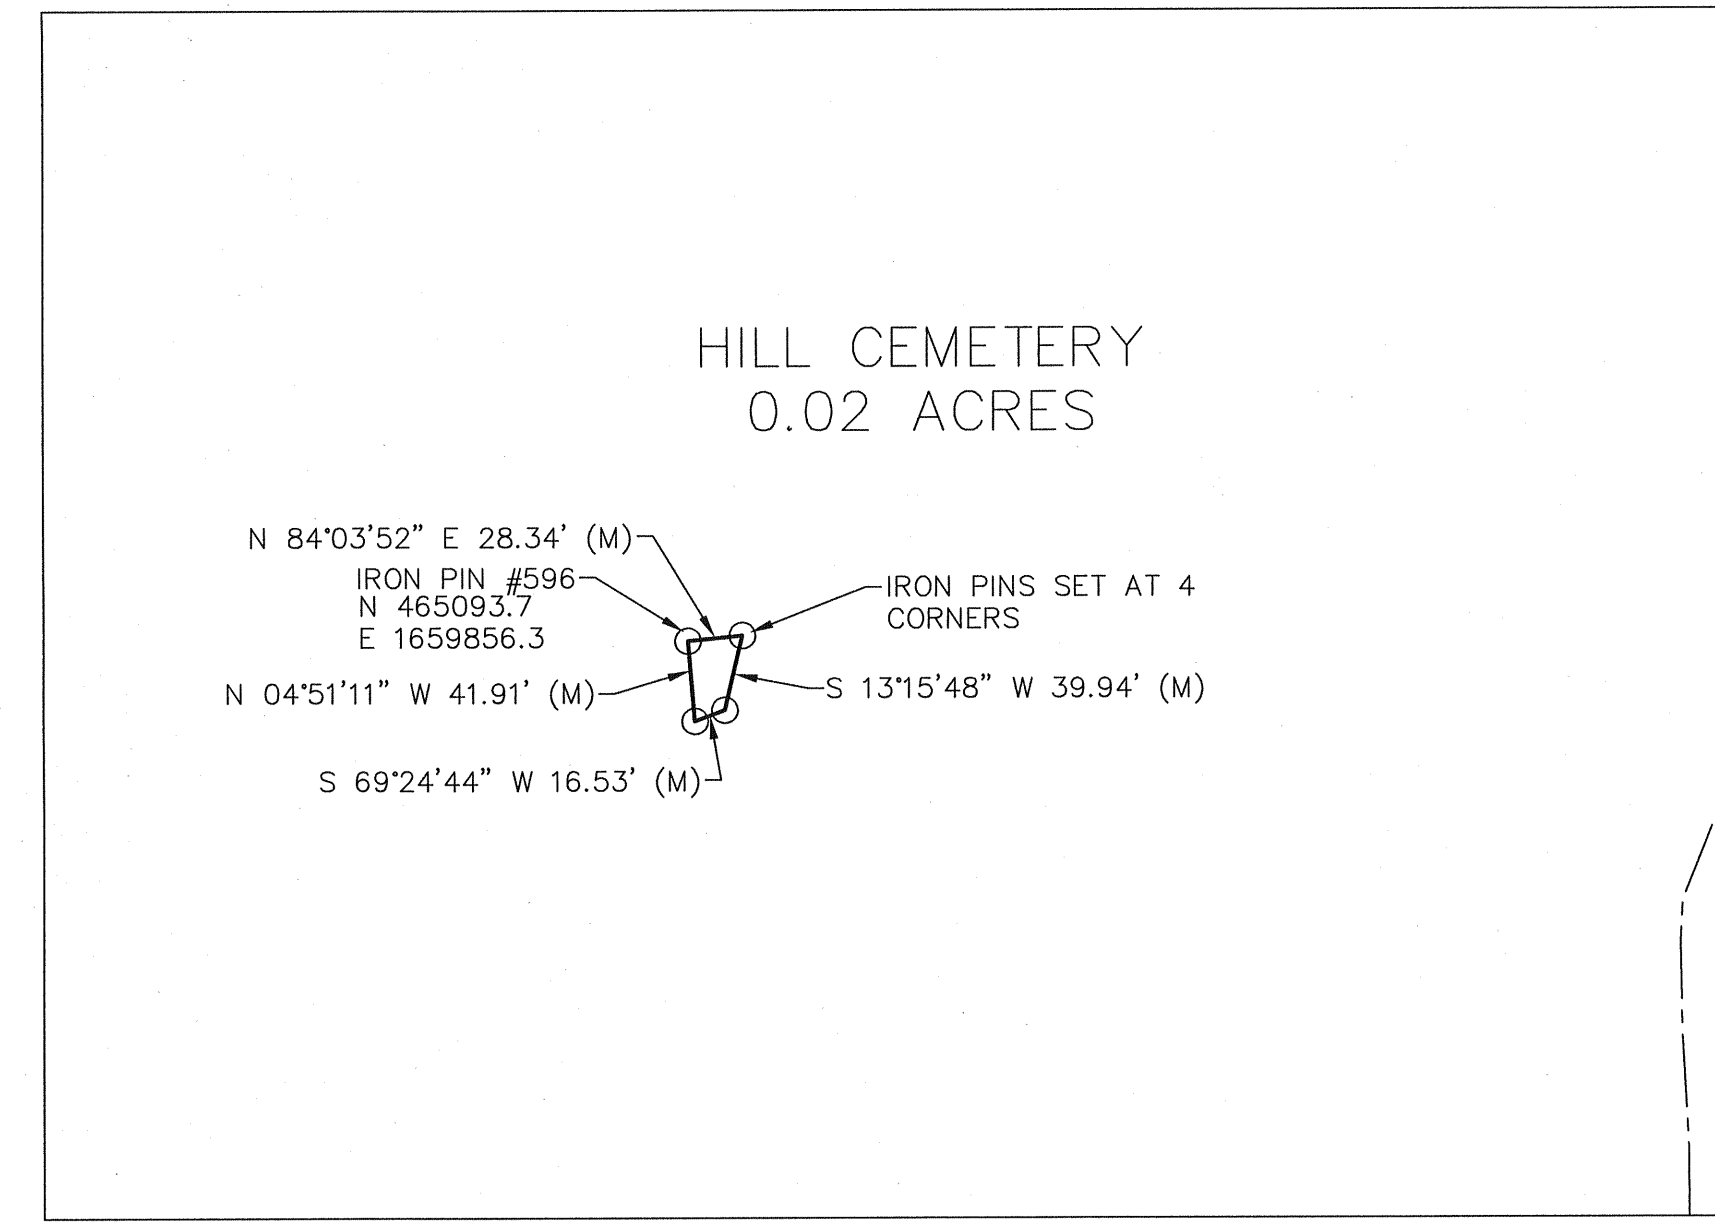 HILL CEMETERY
0.02 ACRES
N 84°03'52" E 28.34' (M)
IRON PIN #596
N 465093.7
E 1659856.3
IRON PINS SET AT 4
CORNERS
N 04°51'11" W 41.91' (M)
S 13°15'48" W 39.94' (M)
S 69°24'44" W 16.53' (M)